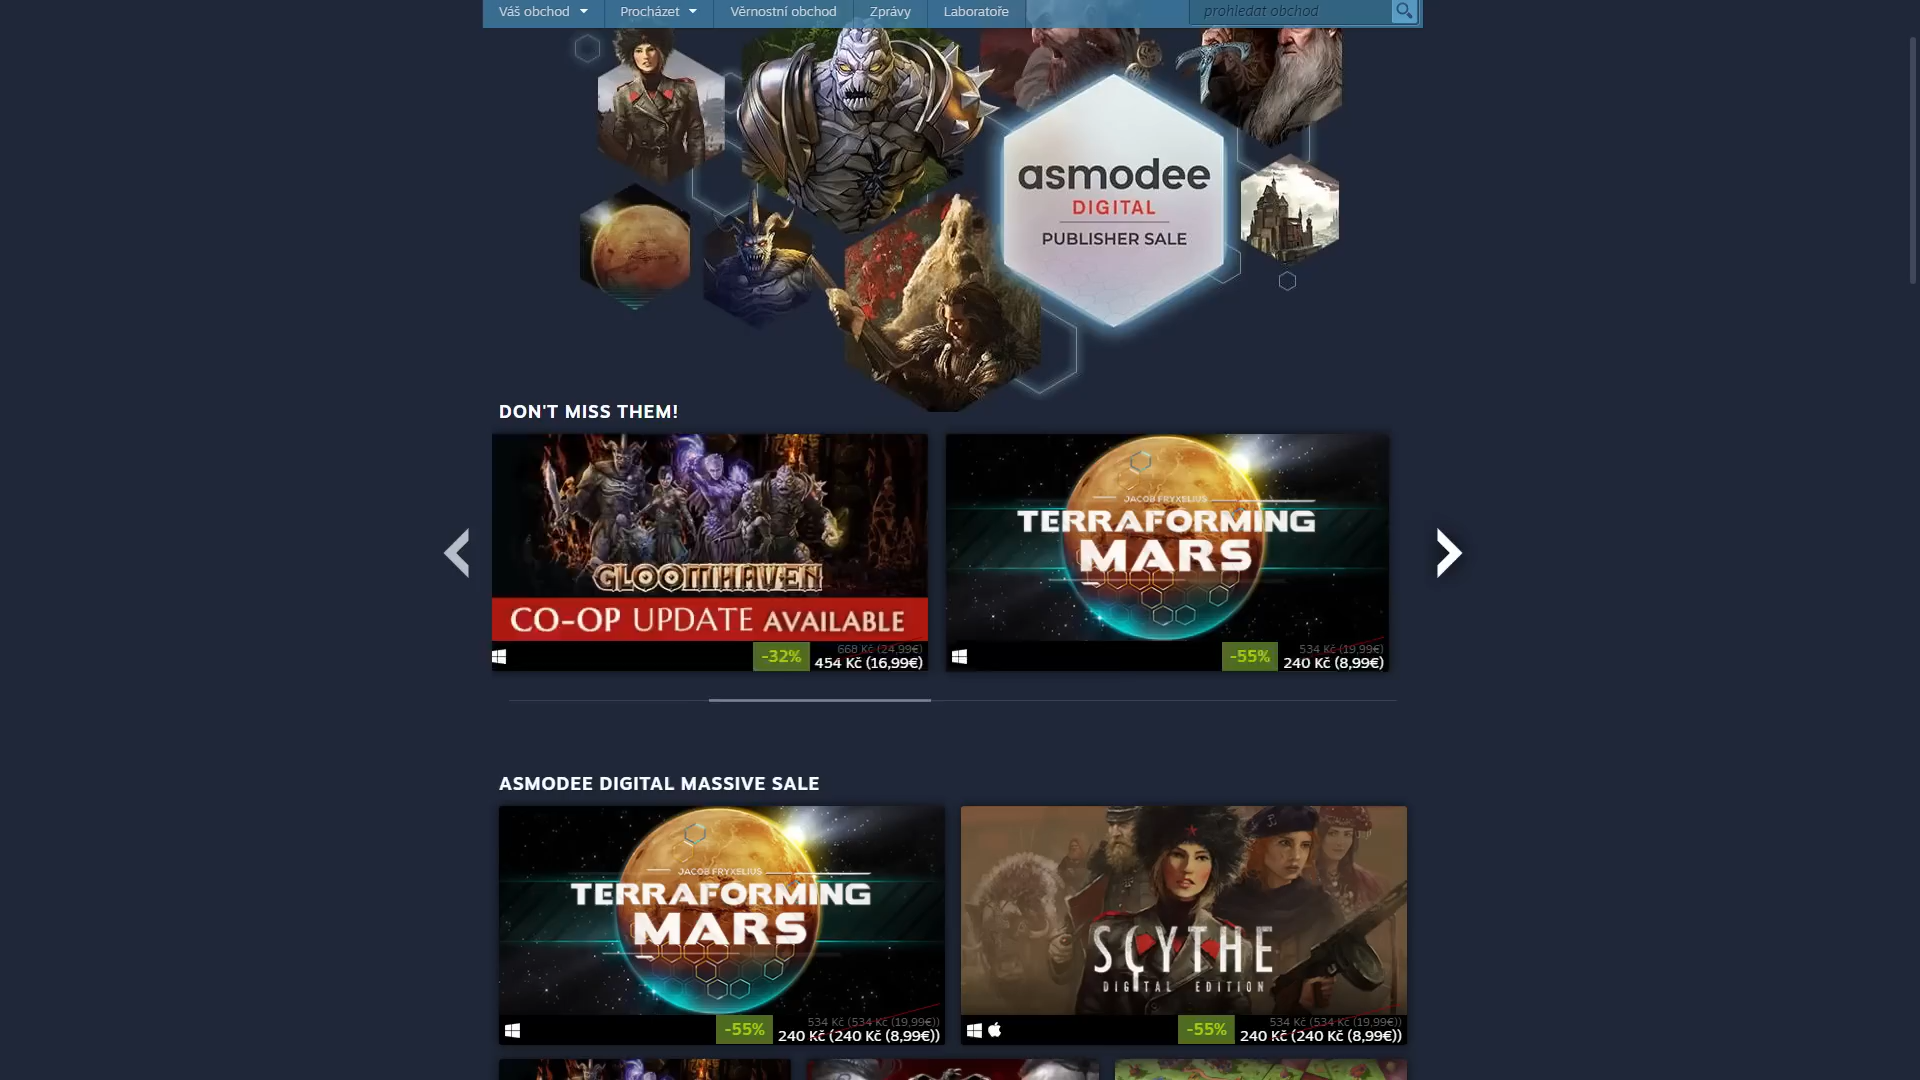 Váš obchod
Procházet
Věrnostní obchod
Zprávy
Laboratoře
prohledat obchod
asmodee
DIGITAL
PUBLISHER SALE
DON'T MISS THEM!
GLOOMHAVEN
CO-OP UPDATE AVAILABLE
-32%
668 Kč (24,99€)
454 Kč (16,99€)
JACOB FRYXELIUS
TERRAFORMING
MARS
-55%
534 Kč (19,99€)
240 Kč (8,99€)
ASMODEE DIGITAL MASSIVE SALE
JACOB FRYXELIUS
TERRAFORMING
MARS
-55%
534 Kč (534 Kč (19,99€))
240 Kč (240 Kč (8,99€))
SCYTHE
DIGITAL EDITION
-55%
534 Kč (534 Kč (19,99€))
240 Kč (240 Kč (8,99€))